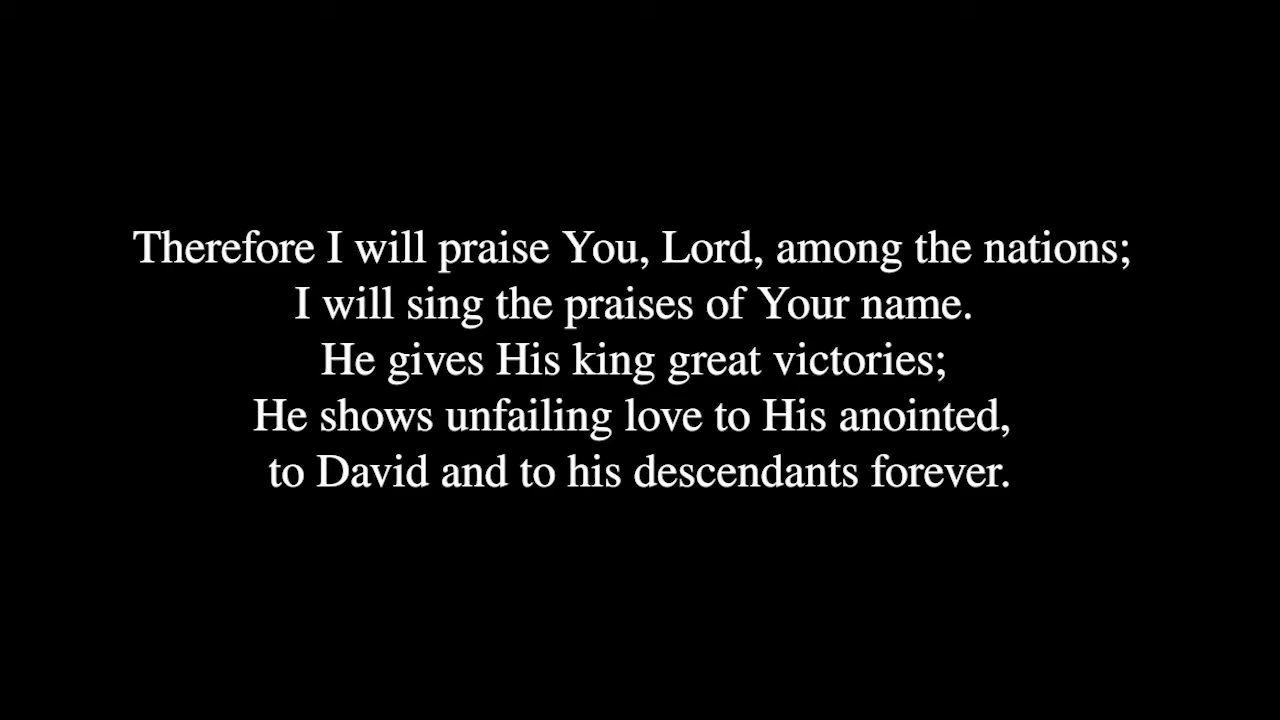 Therefore I will praise You, Lord, among the nations;
I will sing the praises of Your name.
He gives His king great victories;
He shows unfailing love to His anointed,
to David and to his descendants forever.